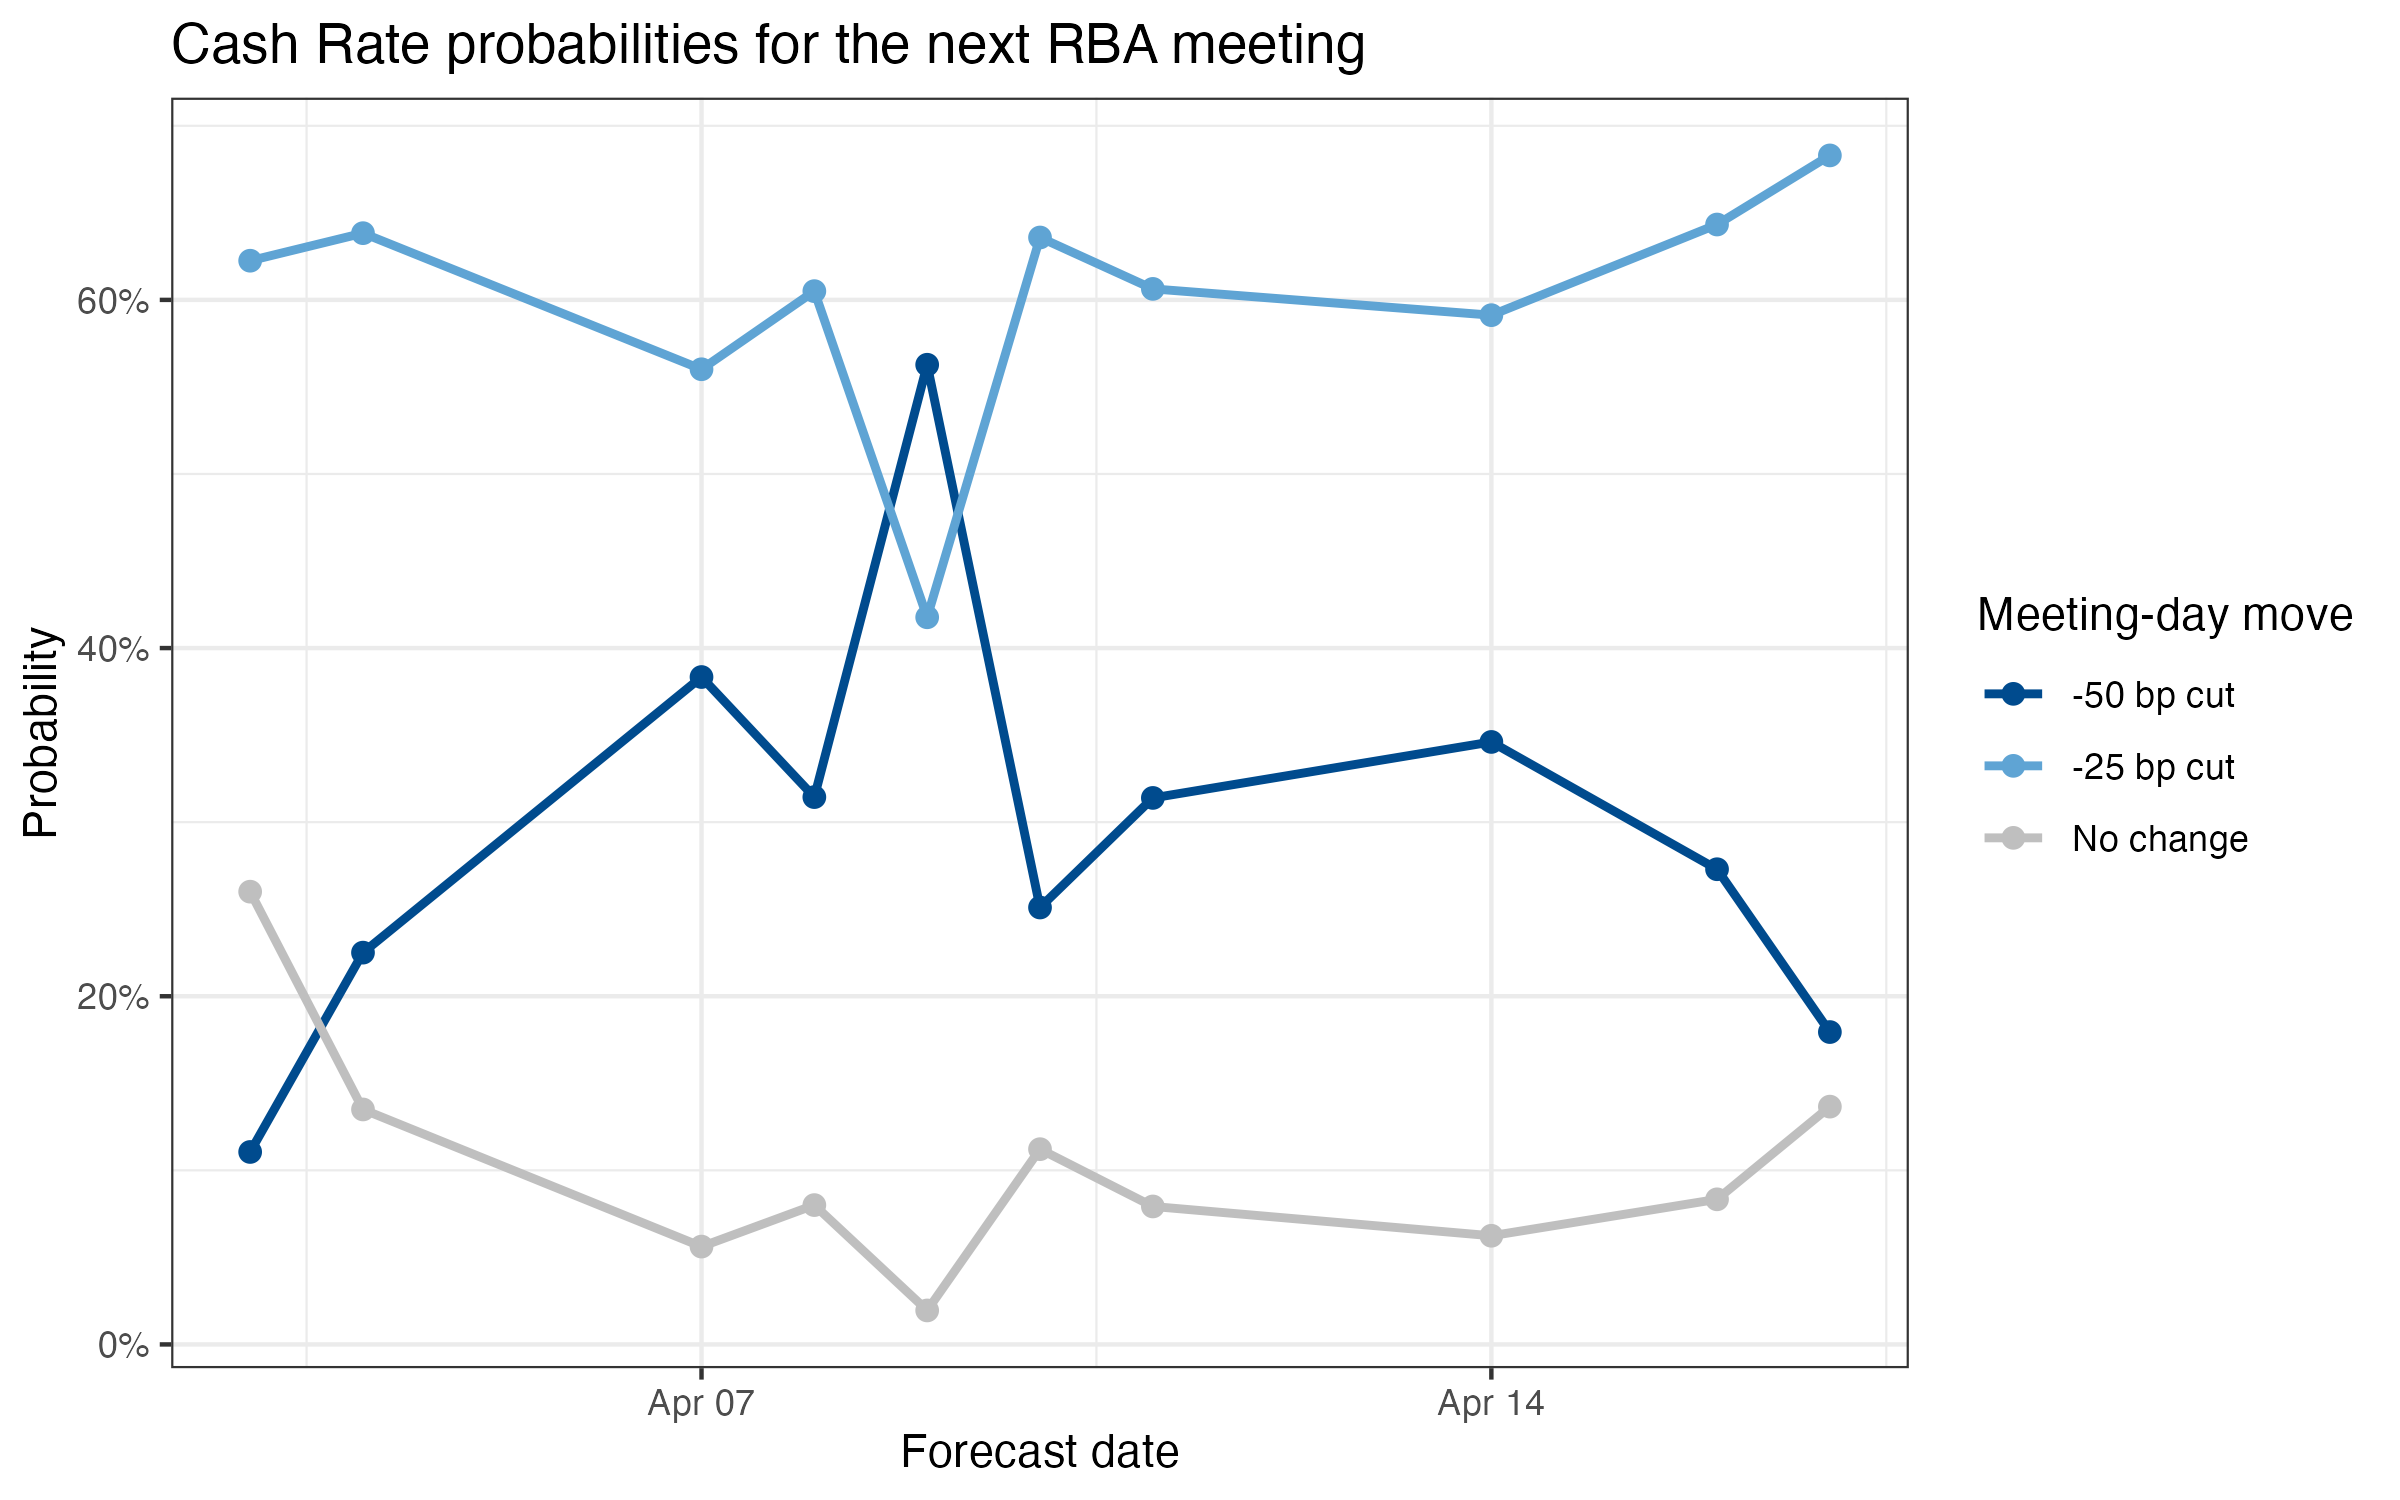 Cash Rate probabilities for the next RBA meeting
60%
40%
20%
0%
Probability
Apr 07
Apr 14
Forecast date
Meeting-day move
-50 bp cut
-25 bp cut
No change